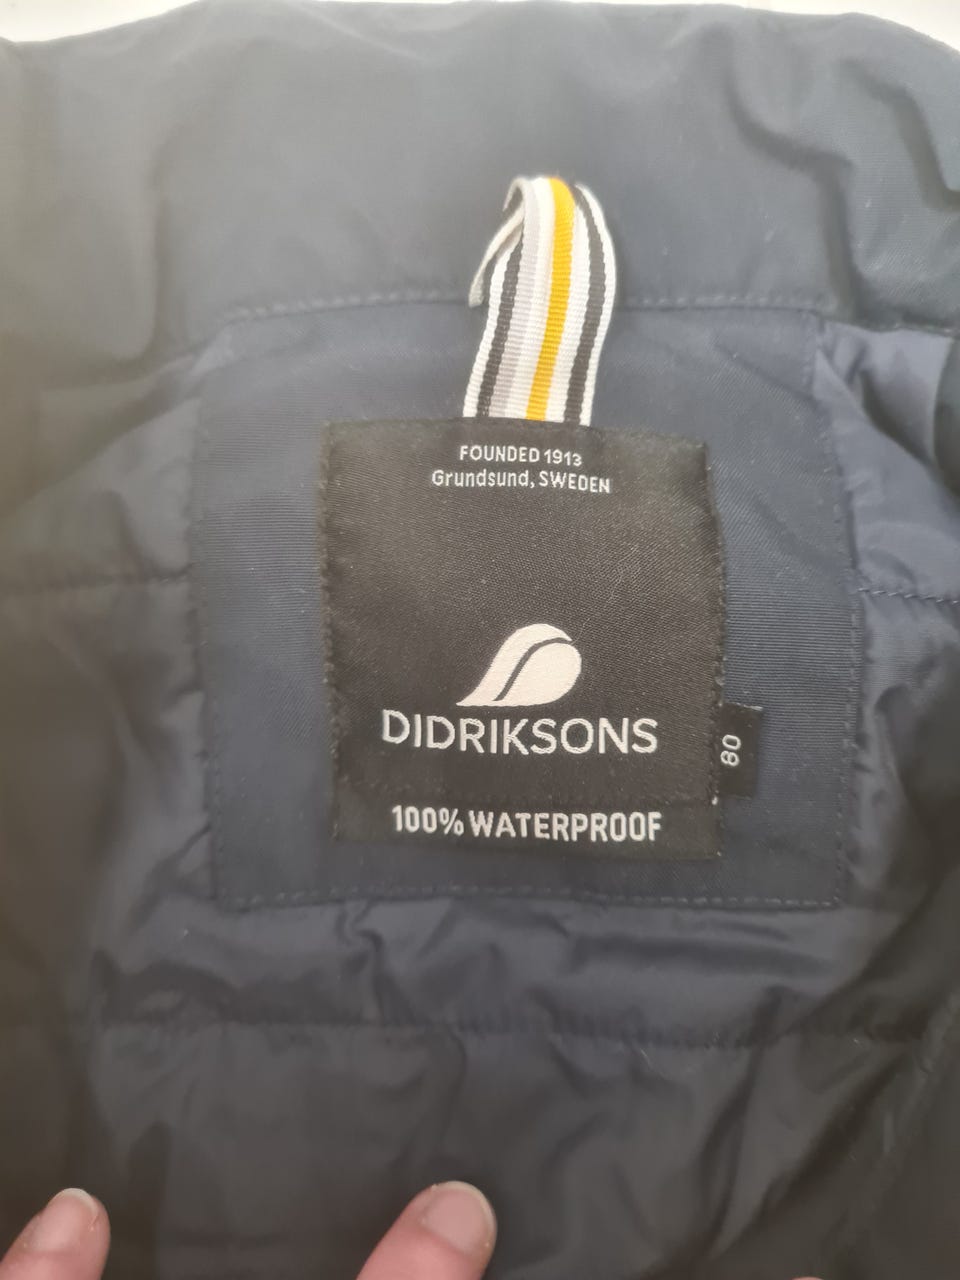 FOUNDED 1913
Grundsund, SWEDEN
DIDRIKSONS
80
100% WATERPROOF